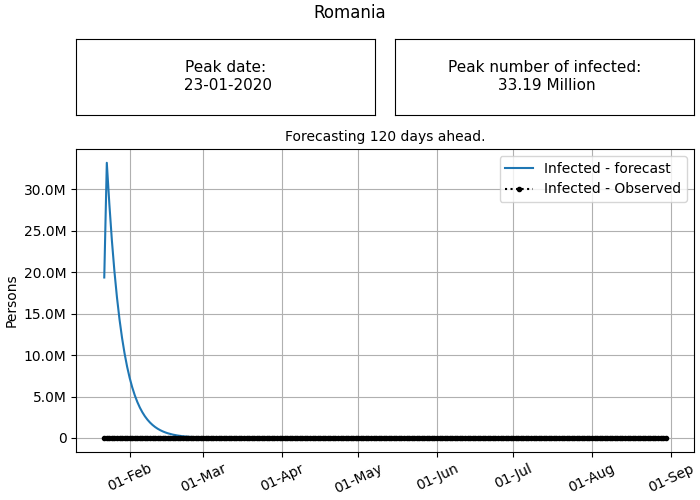 Romania
Peak date:
23-01-2020
Peak number of infected:
33.19 Million
Forecasting 120 days ahead.
Infected - forecast
Infected - Observed
Persons
30.0M
25.0M
20.0M
15.0M
10.0M
5.0M
0
01-Feb
01-Mar
01-Apr
01-May
01-Jun
01-Jul
01-Aug
01-Sep